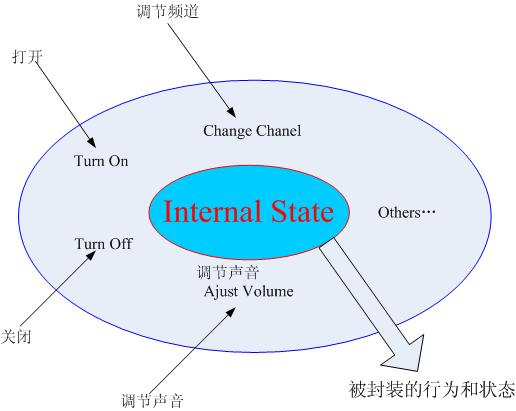 调节频道
打开
Change Chanel
Turn On
Internal State
Others…
Turn Off
调节声音
Ajust Volume
关闭
被封装的行为和状态
调节声音